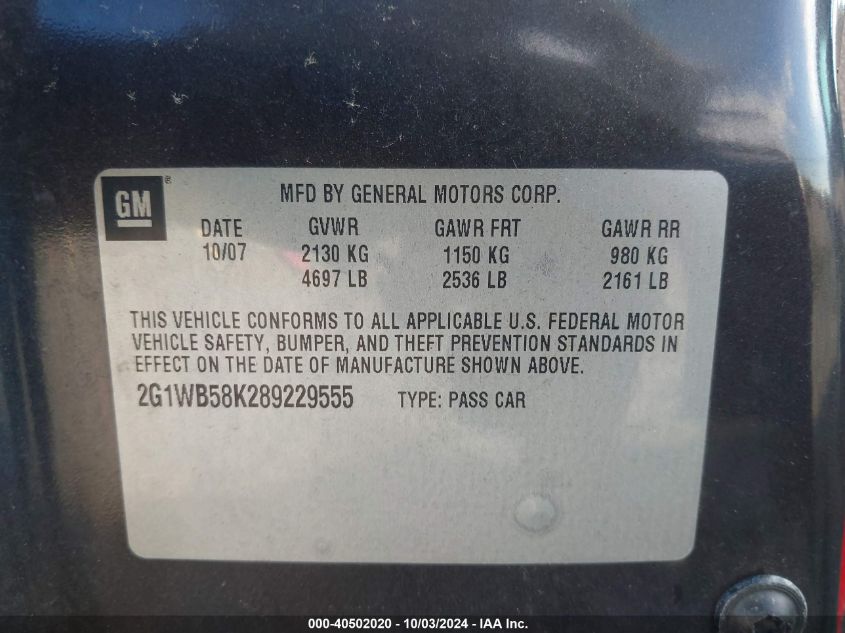 GM ® MFD BY GENERAL MOTORS CORP.
DATE GVWR GAWR FRT GAWR RR
10/07 2130 KG 1150 KG 980 KG
4697 LB 2536 LB 2161 LB
THIS VEHICLE CONFORMS TO ALL APPLICABLE U.S. FEDERAL MOTOR
VEHICLE SAFETY, BUMPER, AND THEFT PREVENTION STANDARDS IN
EFFECT ON THE DATE OF MANUFACTURE SHOWN ABOVE.
2G1WB58K289229555 TYPE: PASS CAR
000-40502020 - 10/03/2024 - IAA Inc.